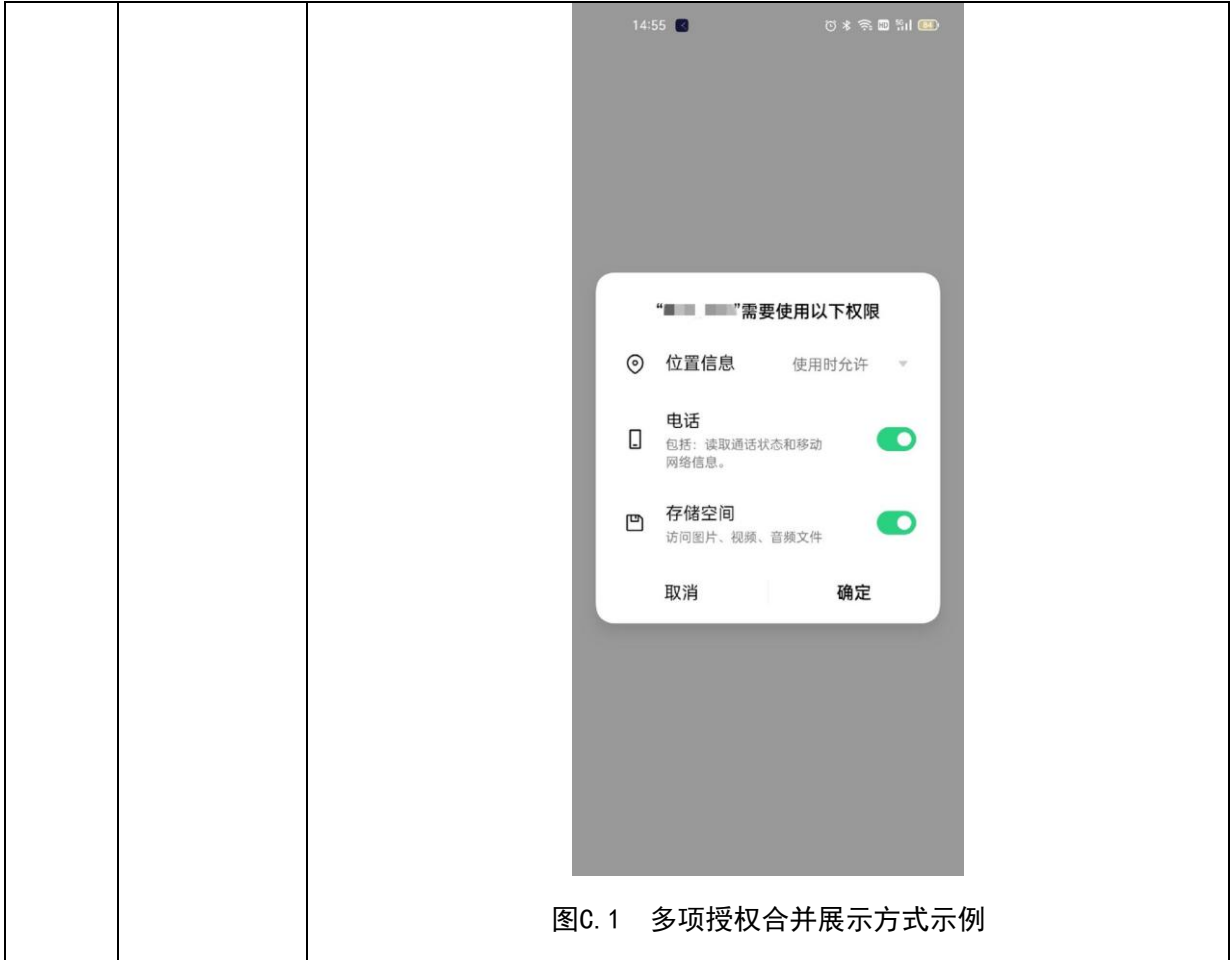 14:55
HD 5G 64
“ ”需要使用以下权限
位置信息 使用时允许
电话
包括：读取通话状态和移动
网络信息。
存储空间
访问图片、视频、音频文件
取消 确定
图C.1 多项授权合并展示方式示例